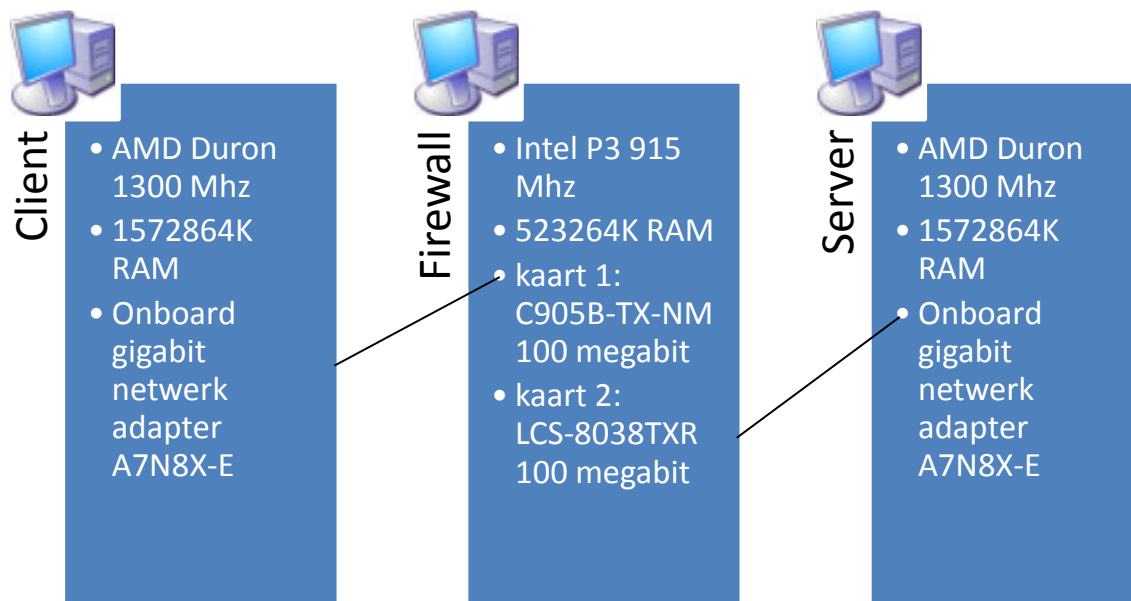 Client
• AMD Duron
1300 Mhz
• 1572864K
RAM
• Onboard
gigabit
netwerk
adapter
A7N8X-E
Firewall
• Intel P3 915
Mhz
• 523264K RAM
• kaart 1:
C905B-TX-NM
100 megabit
• kaart 2:
LCS-8038TXR
100 megabit
Server
• AMD Duron
1300 Mhz
• 1572864K
RAM
• Onboard
gigabit
netwerk
adapter
A7N8X-E